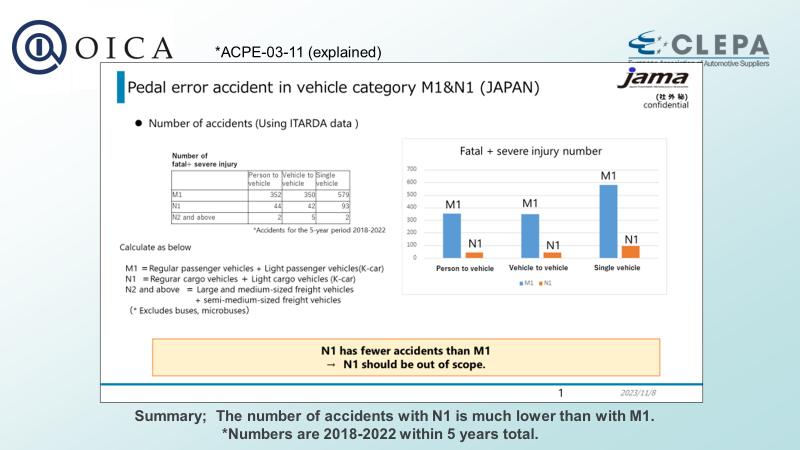 OICA
*ACPE-03-11 (explained)
CLEPA
European Association of Automotive Suppliers
Pedal error accident in vehicle category M1&N1 (JAPAN)
jama
(社外秘)
confidential
● Number of accidents (Using ITARDA data )
Number of
fatal+ severe injury
Person to vehicle Vehicle to vehicle Single vehicle
M1 352 350 579
N1 44 42 93
N2 and above 2 5 2
*Accidents for the 5-year period 2018-2022
Calculate as below
M1 =Regular passenger vehicles + Light passenger vehicles(K-car)
N1 =Regurar cargo vehicles + Light cargo vehicles (K-car)
N2 and above = Large and medium-sized freight vehicles
+ semi-medium-sized freight vehicles
(* Excludes buses, microbuses)
Fatal + severe injury number
700
600
500
400
300
200
100
0
M1 N1 M1 N1 M1 N1
Person to vehicle Vehicle to vehicle Single vehicle
M1 N1
N1 has fewer accidents than M1
→ N1 should be out of scope.
1
2023/11/8
Summary; The number of accidents with N1 is much lower than with M1.
*Numbers are 2018-2022 within 5 years total.